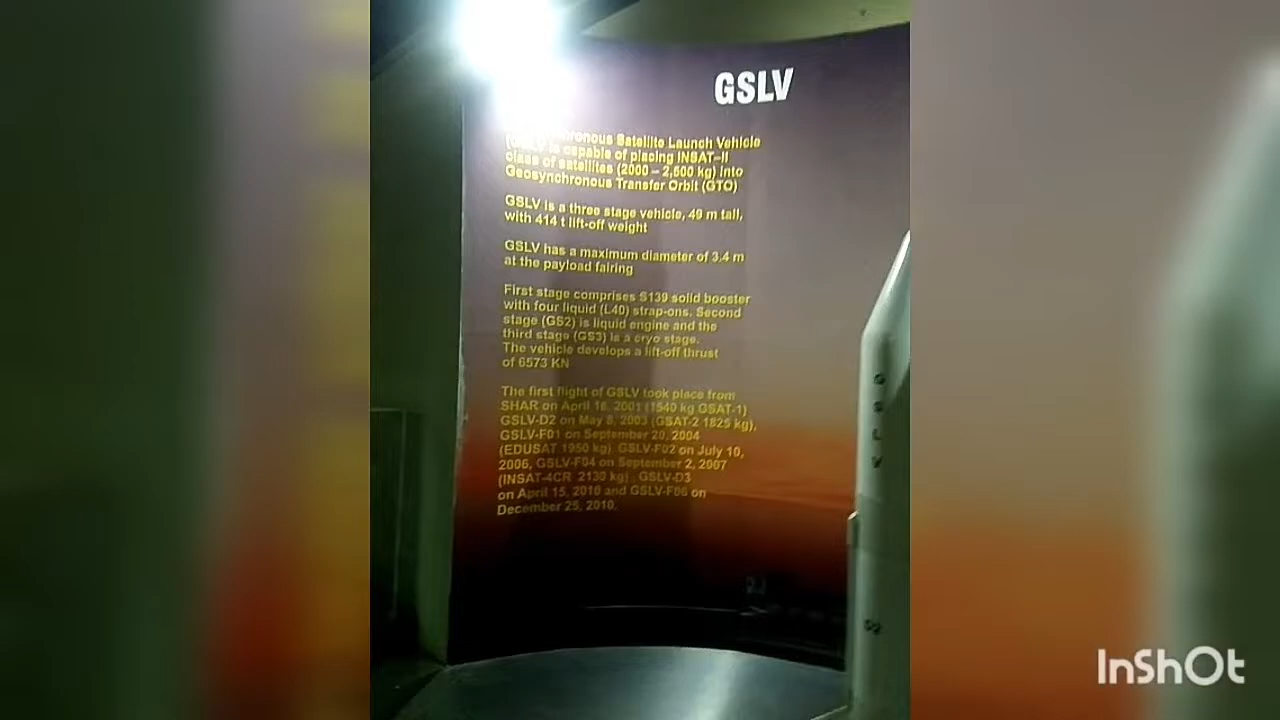 GSLV
Satellite Launch Vehicle
is capable of placing INSAT-II
class of satellites (2000 – 2,500 kg) into
Geosynchronous Transfer Orbit (GTO)
GSLV is a three stage vehicle, 49 m tall,
with 414 t lift-off weight
GSLV has a maximum diameter of 3.4 m
at the payload fairing
First stage comprises S139 solid booster
with four liquid (L40) strap-ons. Second
stage (GS2) is liquid engine and the
third stage (GS3) is a cryo stage.
The vehicle develops a lift-off thrust
of 6573 KN
The first flight of GSLV took place from
SHAR on April 18, 2001 (1540 kg GSAT-1)
GSLV-D2 on May 8, 2003 (GSAT-2 1825 kg),
GSLV-F01 on September 20, 2004
(EDUSAT 1950 kg) GSLV-F02 on July 10,
2006, GSLV-F04 on September 2, 2007
(INSAT-4CR 2130 kg), GSLV-D3
on April 15, 2010 and GSLV-F06 on
December 25, 2010.
GSLV
InShOt